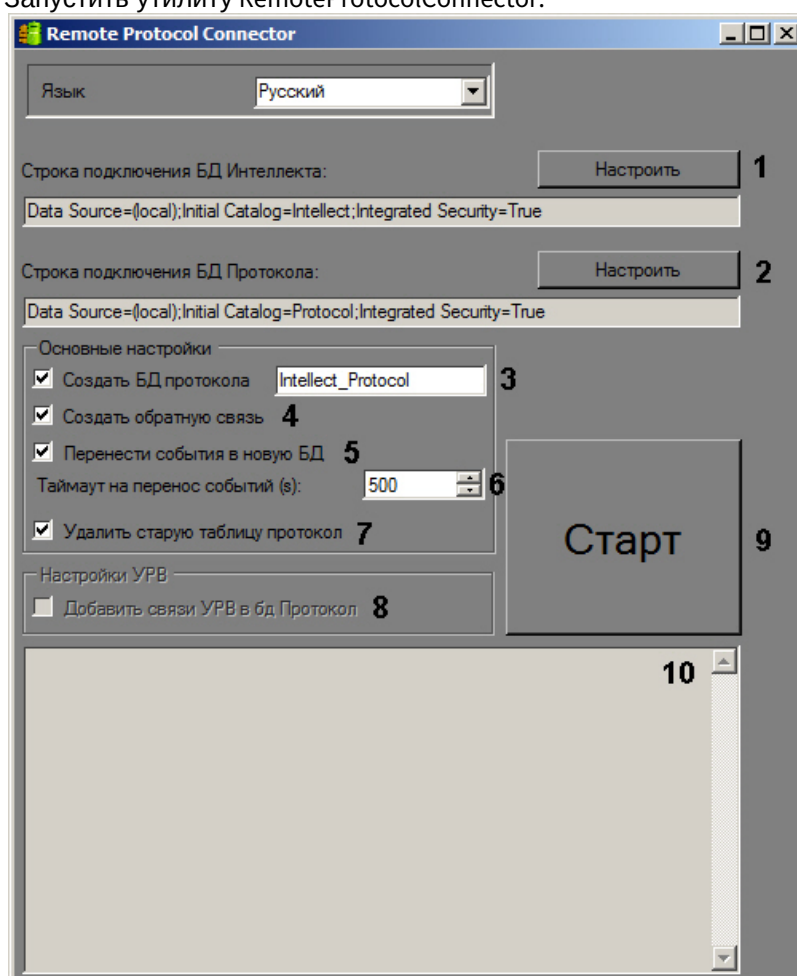 Запустить утилиту RemoteProtocolConnector.
Remote Protocol Connector
Язык Русский
Строка подключения БД Интеллекта: Настроить 1
Data Source=(local);Initial Catalog=Intellect;Integrated Security=True
Строка подключения БД Протокола: Настроить 2
Data Source=(local);Initial Catalog=Protocol;Integrated Security=True
Основные настройки
Создать БД протокола Intellect_Protocol 3
Создать обратную связь 4
Перенести события в новую БД 5
Таймаут на перенос событий (s): 500 6
Удалить старую таблицу протокол 7
Старт 9
Настройки УРВ
Добавить связи УРВ в бд Протокол 8
10